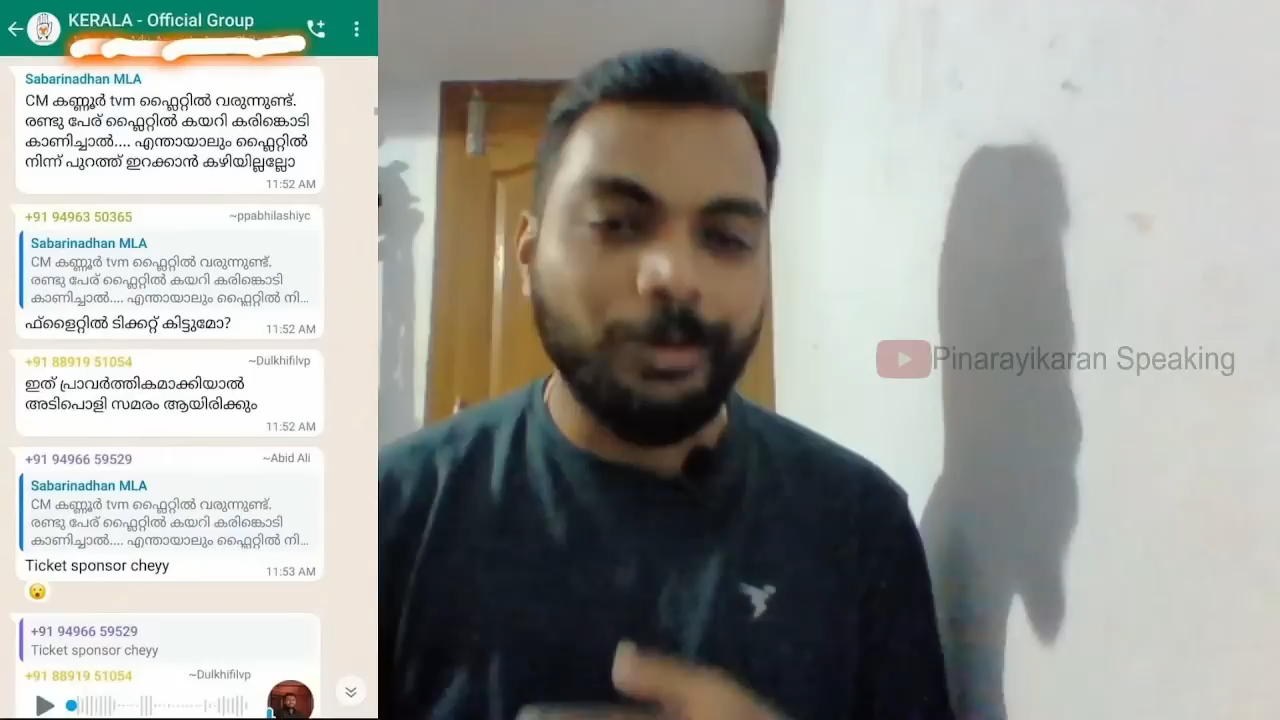 KERALA - Official Group
Sabarinadhan MLA
CM കണ്ണൂർ tvm ഫ്ലൈറ്റിൽ വരുന്നുണ്ട്.
രണ്ടു പേര് ഫ്ലൈറ്റിൽ കയറി കരിങ്കൊടി
കാണിച്ചാൽ.... എന്തായാലും ഫ്ലൈറ്റിൽ
നിന്ന് പുറത്ത് ഇറക്കാൻ കഴിയില്ലല്ലോ
11:52 AM
+91 94963 50365 ~ppabhilashiyc
Sabarinadhan MLA
CM കണ്ണൂർ tvm ഫ്ലൈറ്റിൽ വരുന്നുണ്ട്.
രണ്ടു പേര് ഫ്ലൈറ്റിൽ കയറി കരിങ്കൊടി
കാണിച്ചാൽ.... എന്തായാലും ഫ്ലൈറ്റിൽ നി...
ഫ്ളൈറ്റിൽ ടിക്കറ്റ് കിട്ടുമോ? 11:52 AM
+91 88919 51054 ~Dulkhifilvp
ഇത് പ്രാവർത്തികമാക്കിയാൽ
അടിപൊളി സമരം ആയിരിക്കും
11:52 AM
+91 94966 59529 ~Abid Ali
Sabarinadhan MLA
CM കണ്ണൂർ tvm ഫ്ലൈറ്റിൽ വരുന്നുണ്ട്.
രണ്ടു പേര് ഫ്ലൈറ്റിൽ കയറി കരിങ്കൊടി
കാണിച്ചാൽ.... എന്തായാലും ഫ്ലൈറ്റിൽ നി...
Ticket sponsor cheyy 11:53 AM
+91 94966 59529
Ticket sponsor cheyy
+91 88919 51054 ~Dulkhifilvp
Pinarayikaran Speaking